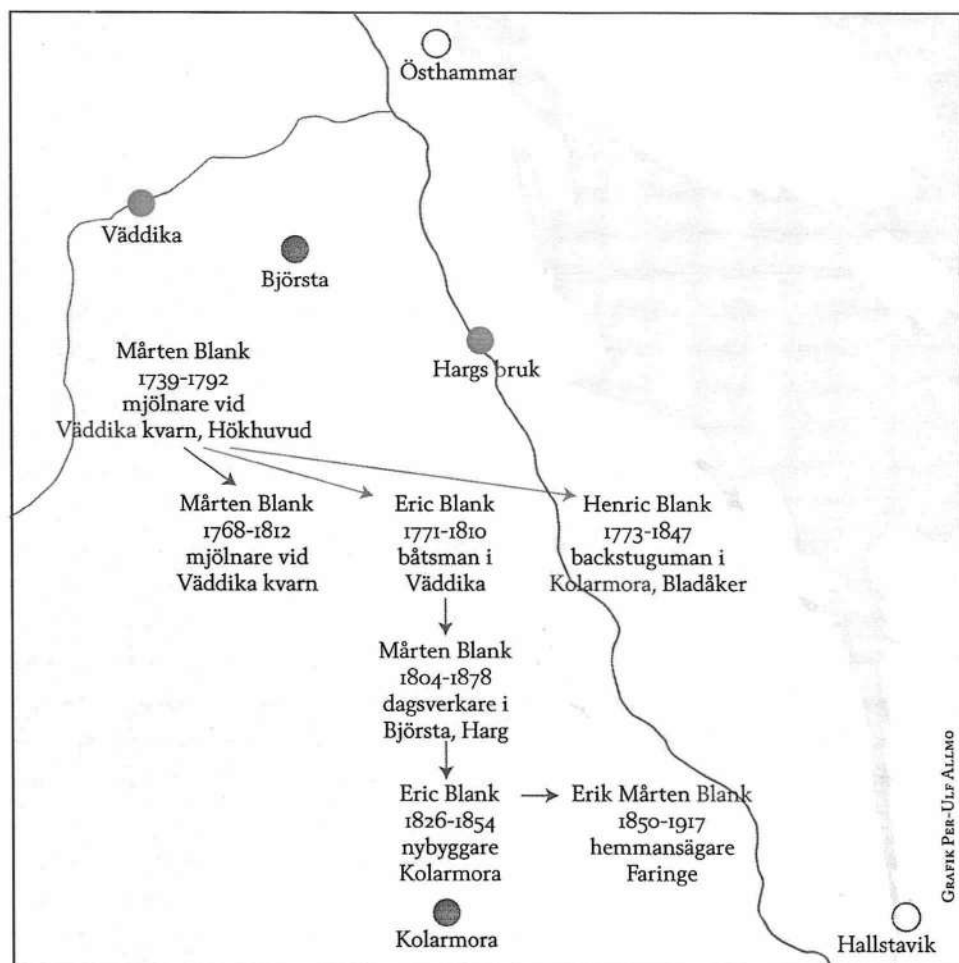 Östhammar
Väddika
Björsta
Hargs bruk
Mårten Blank
1739-1792
mjölnare vid
Väddika kvarn, Hökhuvud
Mårten Blank
1768-1812
mjölnare vid
Väddika kvarn
Eric Blank
1771-1810
båtsman i
Väddika
Henric Blank
1773-1847
backstuguman i
Kolarmora, Bladåker
Mårten Blank
1804-1878
dagsverkare i
Björsta, Harg
Eric Blank
1826-1854
nybyggare
Kolarmora
Erik Mårten Blank
1850-1917
hemmansägare
Faringe
Kolarmora
Hallstavik
GRAFIK PER-ULF ALLMO